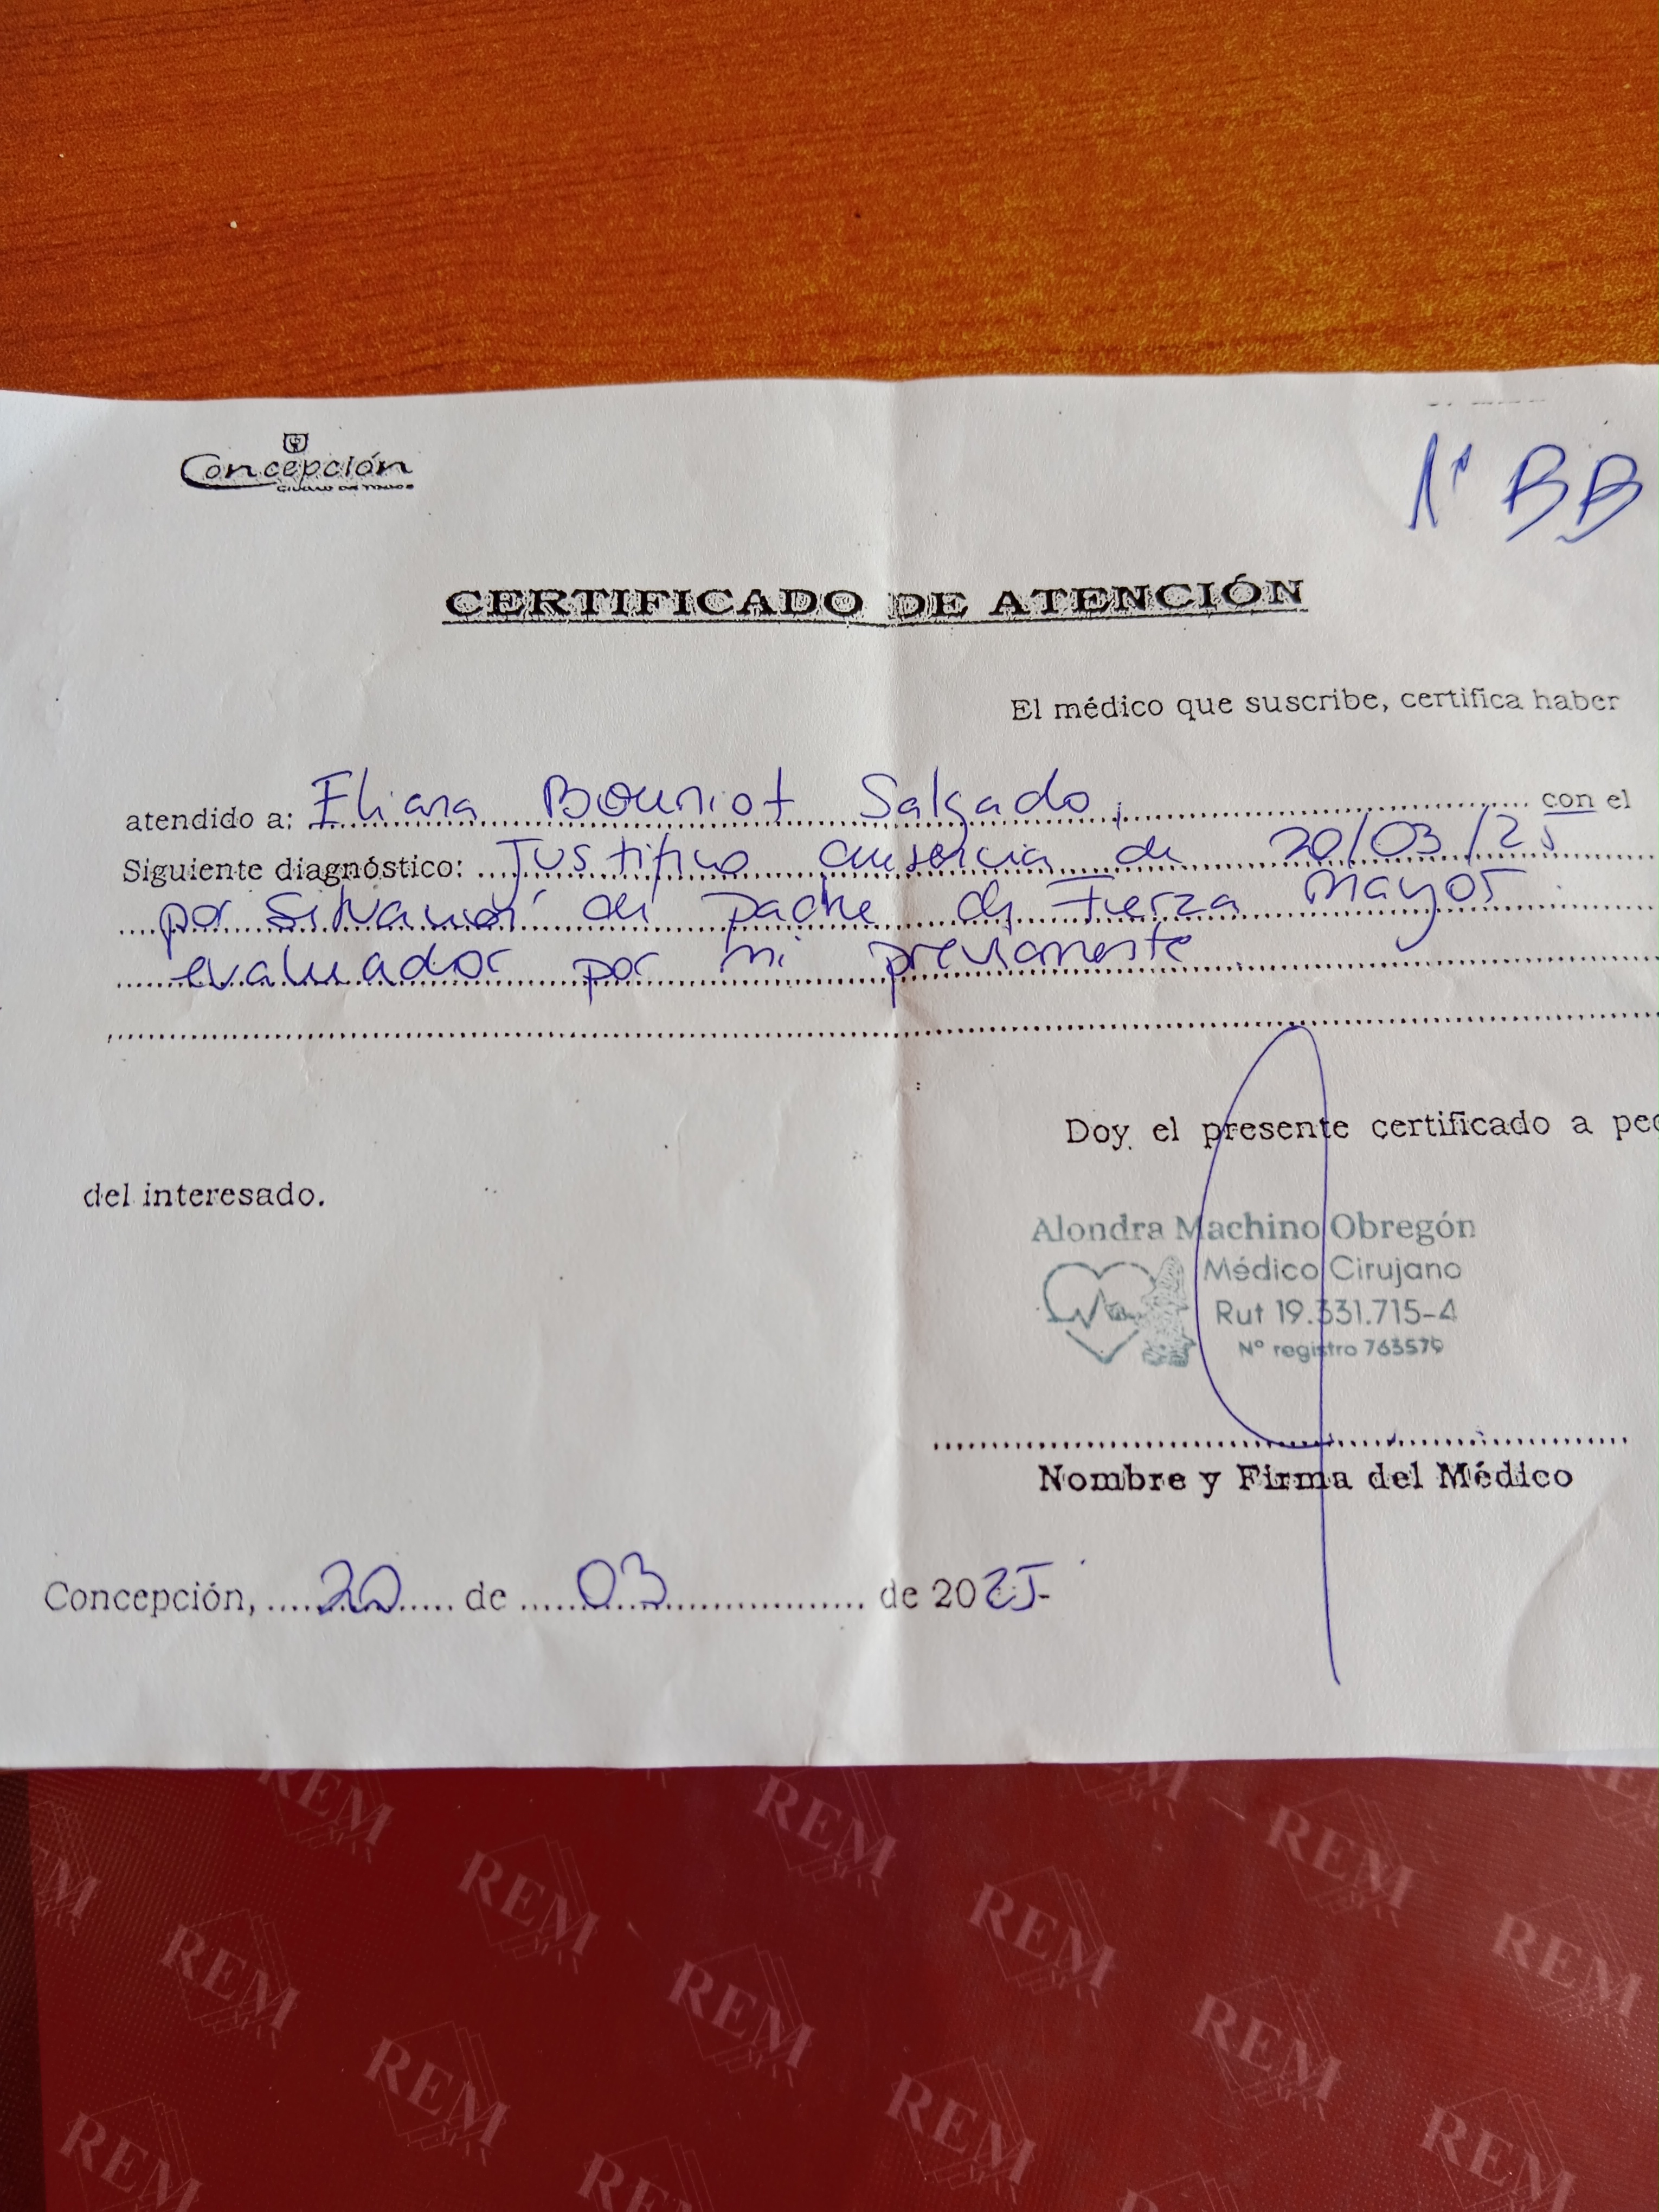 Concepción
1° BB
CERTIFICADO DE ATENCIÓN
El médico que suscribe, certifica haber
atendido a: Eliana Bouniot Salgado, con el
Siguiente diagnóstico: Justifico ausencia de 20/03/25
por situación de padre de Fuerza mayor
evaluador por mi previamente
Doy el presente certificado a pe
del interesado.
Alondra Machino Obregón
Médico Cirujano
Rut 19.331.715-4
N° registro 763579
Nombre y Firma del Médico
Concepción, 20 de 03 de 2025-
REM